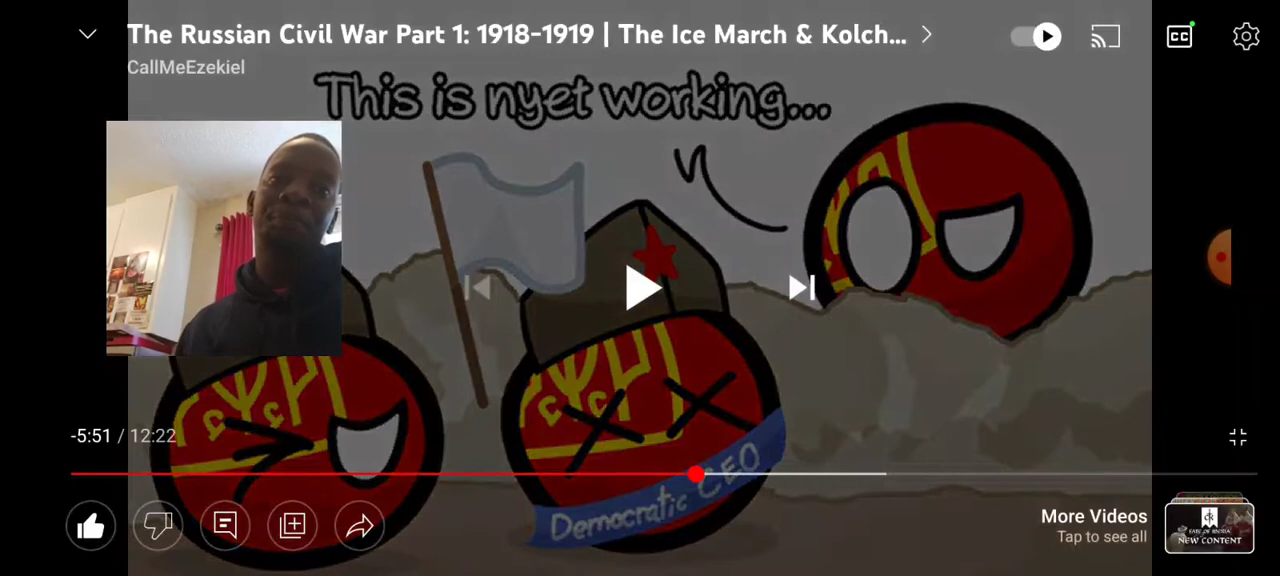 The Russian Civil War Part 1: 1918-1919 | The Ice March & Kolch...
CallMeEzekiel
CC
This is nyet working...
-5:51 / 12:22
Democratic CEO
More Videos
Tap to see all
NEW CONTENT